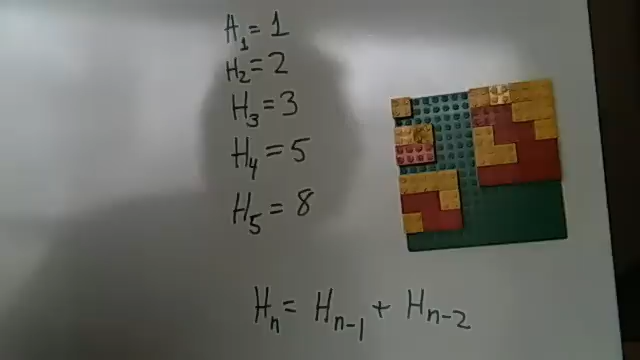 H₁ = 1
H₂ = 2
H₃ = 3
H₄ = 5
H₅ = 8
Hₙ = Hₙ₋₁ + Hₙ₋₂